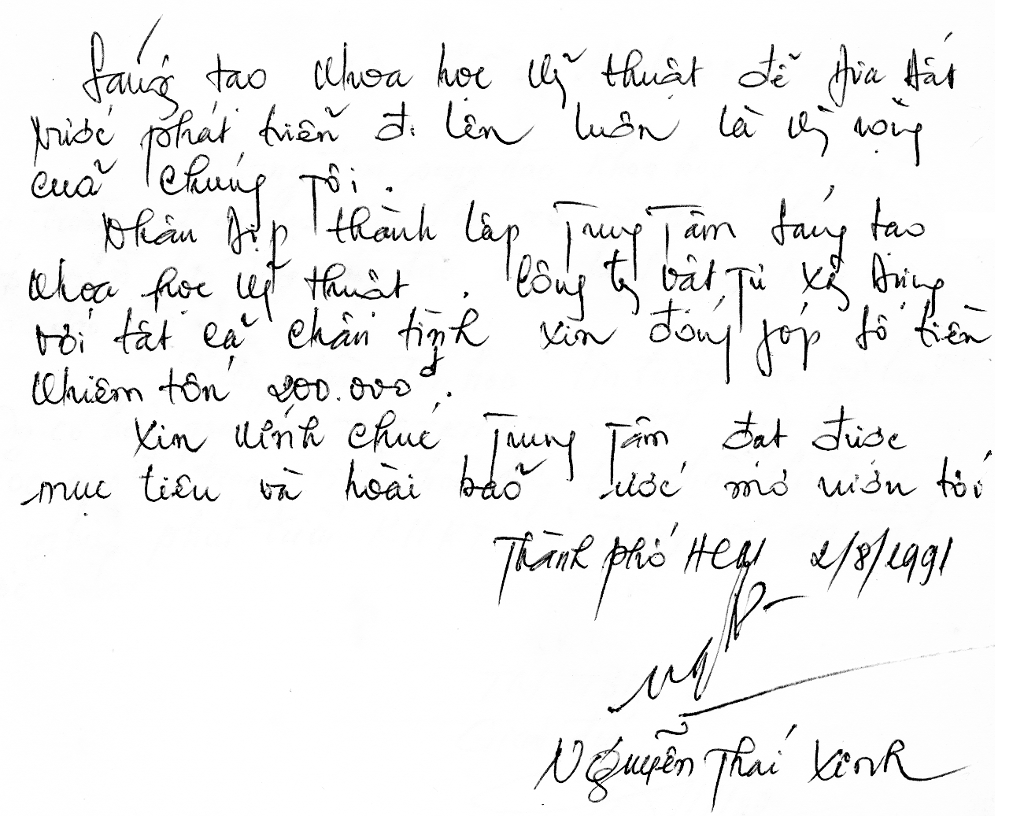 Sáng tạo khoa học kỹ thuật để đưa đất
nước phát triển đi lên luôn là kỳ vọng
của chúng tôi.
Nhân dịp thành lập Trung Tâm sáng tạo
khoa học kỹ thuật. Công ty vật tư xây dựng
với tất cả chân tình xin đóng góp số tiền
khiêm tốn 200.000đ.
Xin kính chúc Trung Tâm đạt được
mục tiêu và hoài bão ước mơ vươn tới
Thành phố HCM 2/8/1991
Nguyễn Thái Xinh